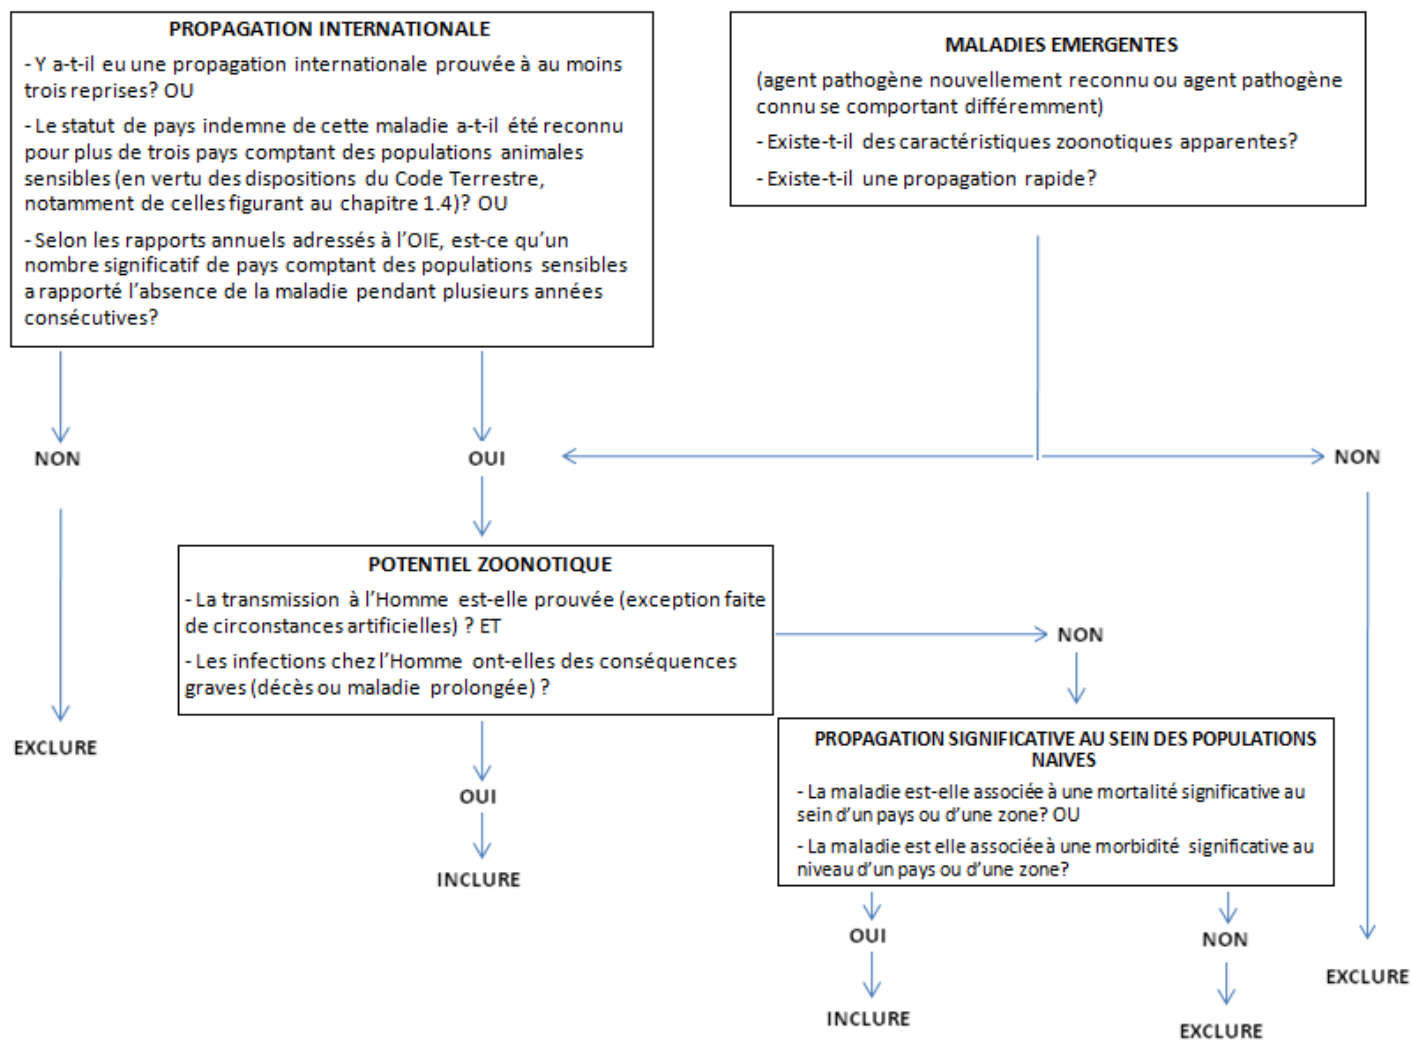 PROPAGATION INTERNATIONALE
- Y a-t-il eu une propagation internationale prouvée à au moins
trois reprises? OU
- Le statut de pays indemne de cette maladie a-t-il été reconnu
pour plus de trois pays comptant des populations animales
sensibles (en vertu des dispositions du Code Terrestre,
notamment de celles figurant au chapitre 1.4)? OU
- Selon les rapports annuels adressés à l'OIE, est-ce qu'un
nombre significatif de pays comptant des populations sensibles
a rapporté l'absence de la maladie pendant plusieurs années
consécutives?
MALADIES EMERGENTES
(agent pathogène nouvellement reconnu ou agent pathogène
connu se comportant différemment)
- Existe-t-il des caractéristiques zoonotiques apparentes?
- Existe-t-il une propagation rapide?
NON
OUI
NON
POTENTIEL ZOONOTIQUE
- La transmission à l'Homme est-elle prouvée (exception faite
de circonstances artificielles) ? ET
- Les infections chez l'Homme ont-elles des conséquences
graves (décès ou maladie prolongée) ?
NON
EXCLURE
OUI
INCLURE
PROPAGATION SIGNIFICATIVE AU SEIN DES POPULATIONS
NAIVES
- La maladie est-elle associée à une mortalité significative au
sein d'un pays ou d'une zone? OU
- La maladie est elle associée à une morbidité significative au
niveau d'un pays ou d'une zone?
OUI
NON
EXCLURE
INCLURE
EXCLURE